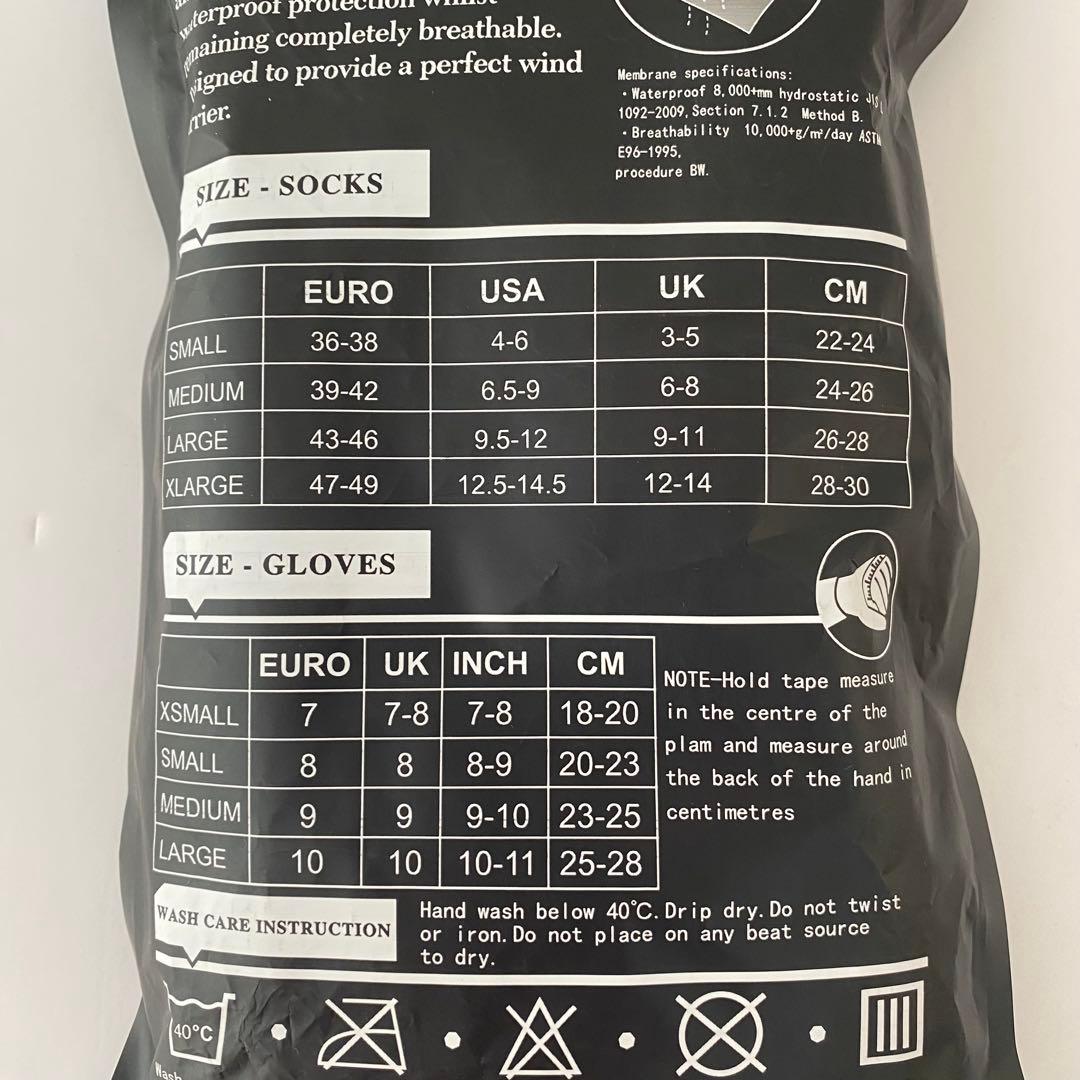 waterproof protection whilst
remaining completely breathable.
to provide a perfect wind
Membrane specifications:
· Waterproof 8,000+mm hydrostatic JIS L
1092-2009, Section 7.1.2 Method B.
· Breathability 10,000+g/m²/day ASTM
E96-1995,
procedure BW.
SIZE - SOCKS
EURO USA UK CM
SMALL 36-38 4-6 3-5 22-24
MEDIUM 39-42 6.5-9 6-8 24-26
LARGE 43-46 9.5-12 9-11 26-28
XLARGE 47-49 12.5-14.5 12-14 28-30
SIZE - GLOVES
EURO UK INCH CM
XSMALL 7 7-8 7-8 18-20
SMALL 8 8 8-9 20-23
MEDIUM 9 9 9-10 23-25
LARGE 10 10 10-11 25-28
NOTE-Hold tape measure
in the centre of the
plam and measure around
the back of the hand in
centimetres
WASH CARE INSTRUCTION
Hand wash below 40℃. Drip dry. Do not twist
or iron. Do not place on any beat source
to dry.
40°C
Wash